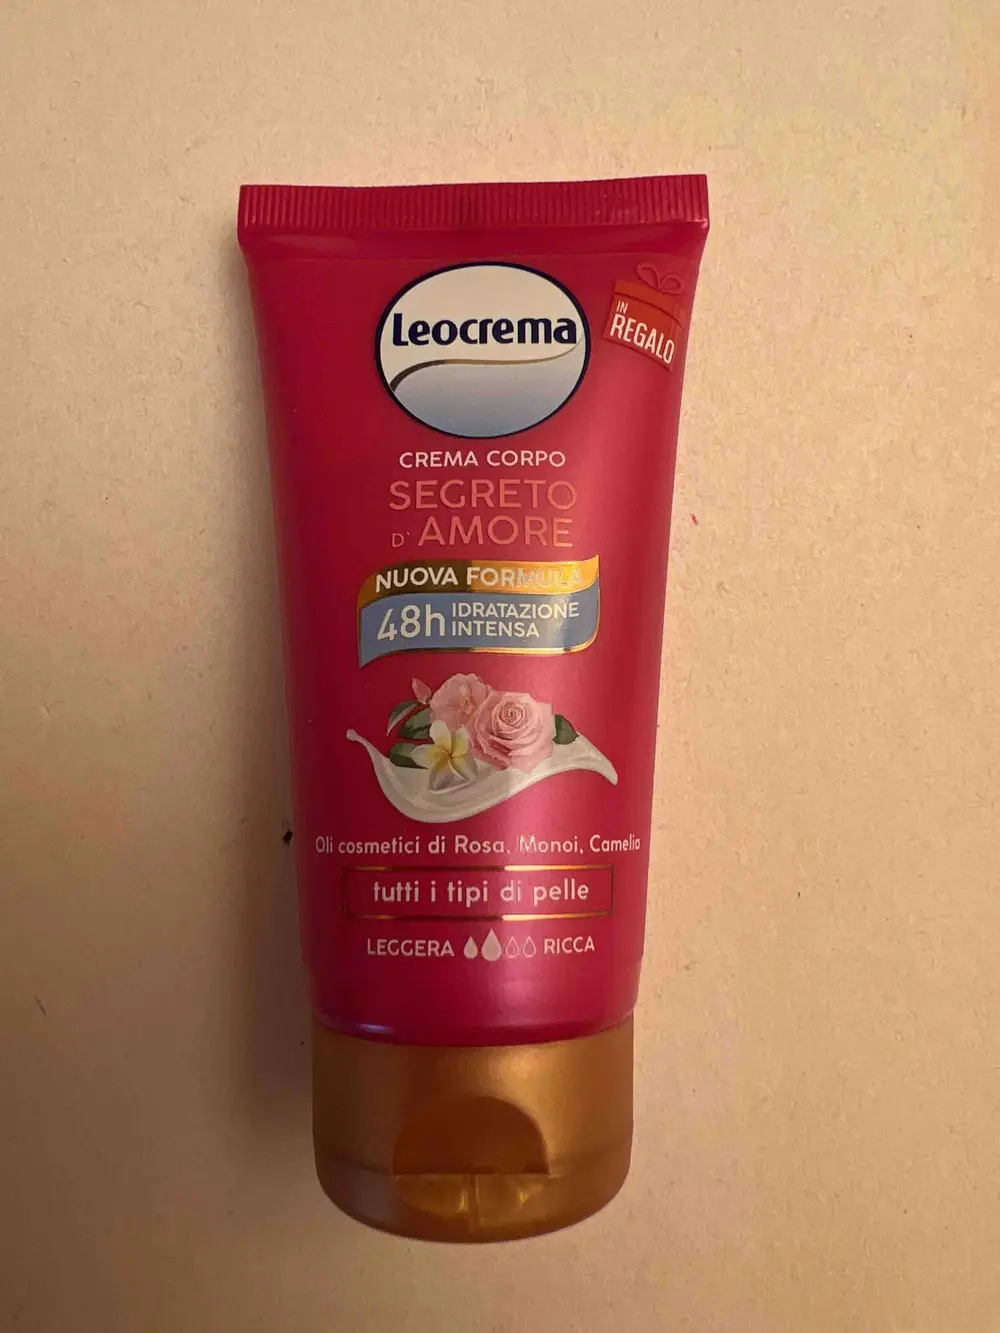 Leocrema
IN
REGALO
CREMA CORPO
SEGRETO
D'AMORE
NUOVA FORMULA
48h IDRATAZIONE
INTENSA
Oli cosmetici di Rosa, Monoi, Camelia
tutti i tipi di pelle
LEGGERA RICCA